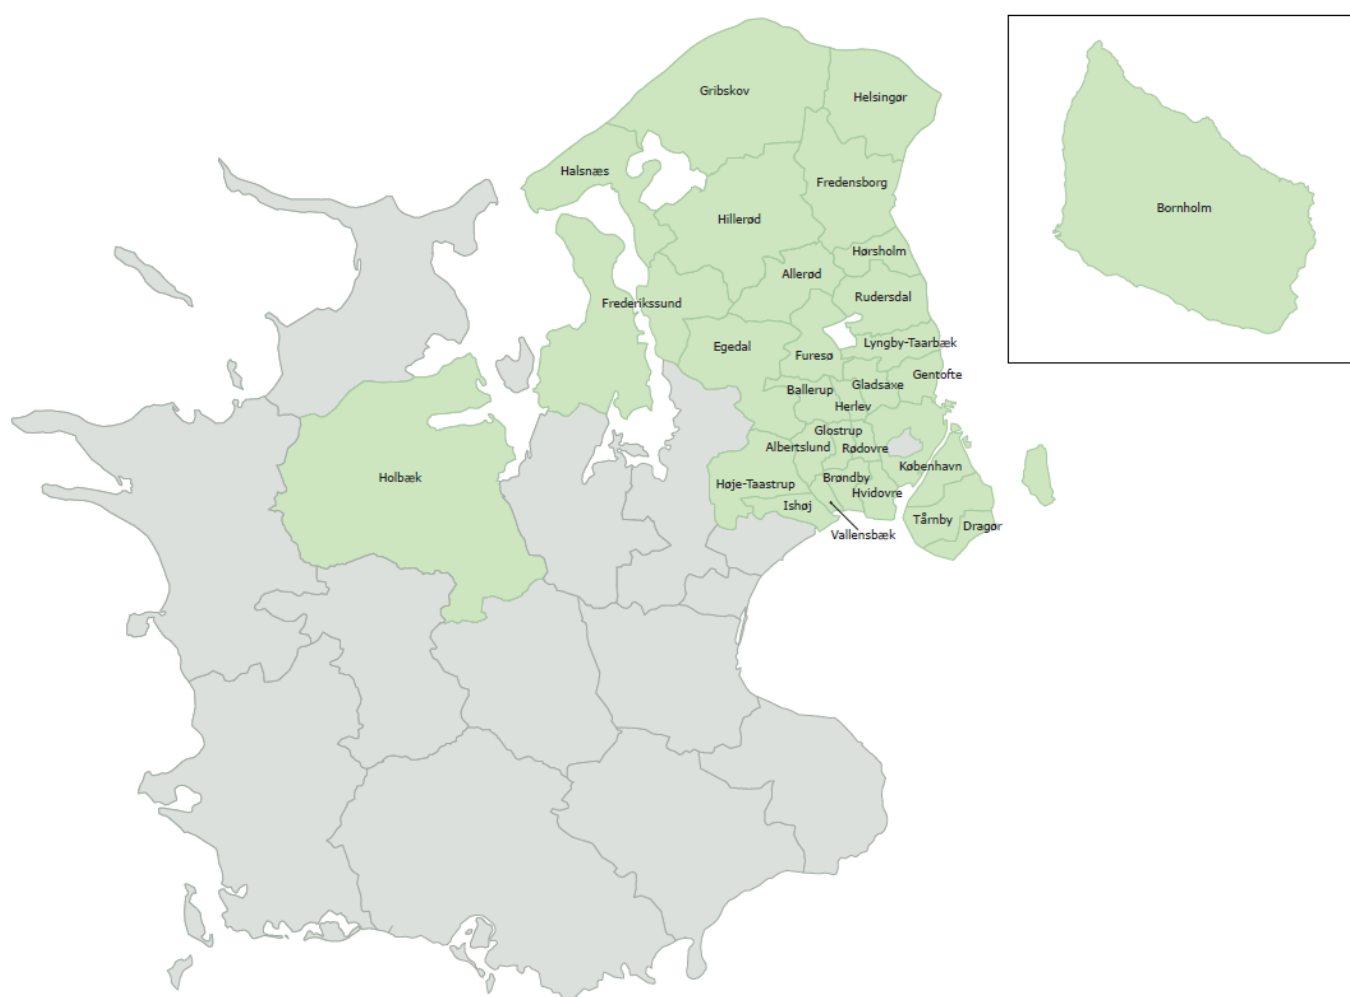 Gribskov
Helsingør
Halsnæs
Fredensborg
Bornholm
Hillerød
Hørsholm
Allerød
Rudersdal
Frederikssund
Lyngby-Taarbæk
Egedal
Furesø
Gentofte
Gladsaxe
Ballerup
Herlev
Glostrup
Albertslund
Rødovre
København
Holbæk
Brøndby
Høje-Taastrup
Hvidovre
Ishøj
Tårnby
Dragør
Vallensbæk